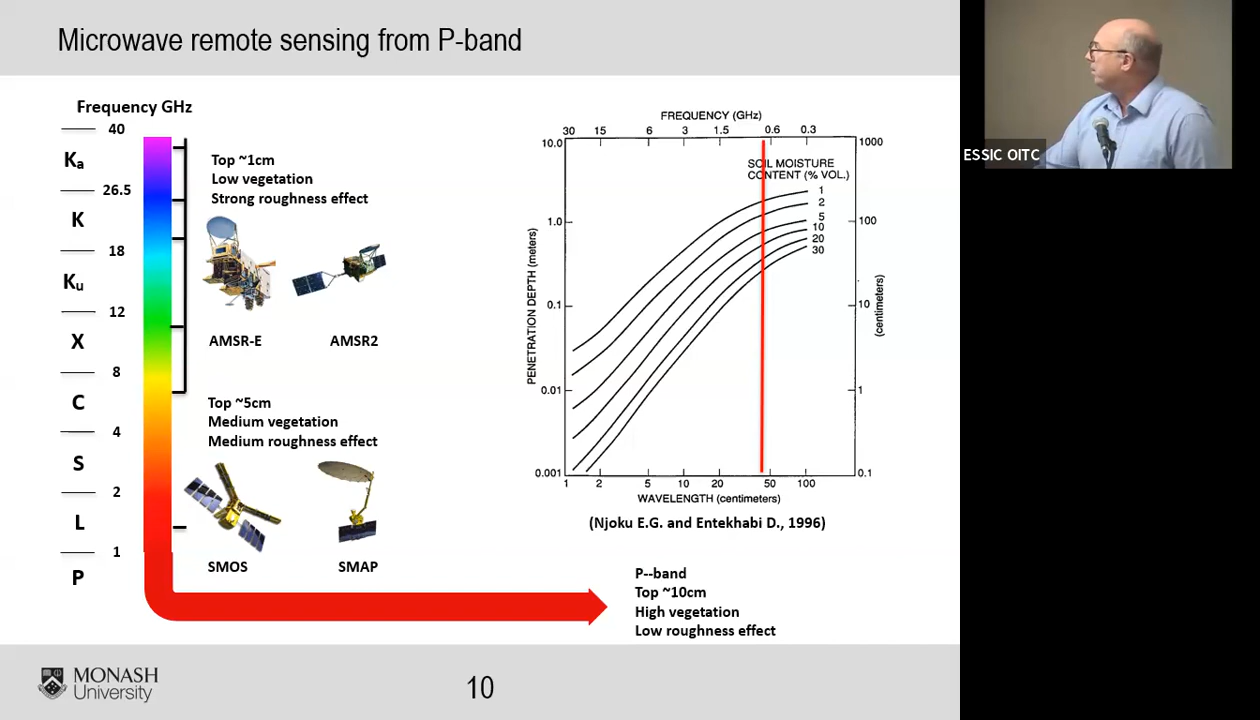 Microwave remote sensing from P-band
Frequency GHz
40
Ka
26.5
K
18
Ku
12
X
8
C
4
S
2
L
1
P
Top ~1cm
Low vegetation
Strong roughness effect
AMSR-E
AMSR2
Top ~5cm
Medium vegetation
Medium roughness effect
SMOS
SMAP
FREQUENCY (GHz)
30 15 6 3 1.5 0.6 0.3
10.0
1.0
0.1
0.01
0.001
PENETRATION DEPTH (meters)
SOIL MOISTURE
CONTENT (% VOL.)
1
2
5
10
20
30
1000
100
10
1
0.1
(centimeters)
1 2 5 10 20 50 100
WAVELENGTH (centimeters)
(Njoku E.G. and Entekhabi D., 1996)
P--band
Top ~10cm
High vegetation
Low roughness effect
MONASH
University
10
ESSIC OITC